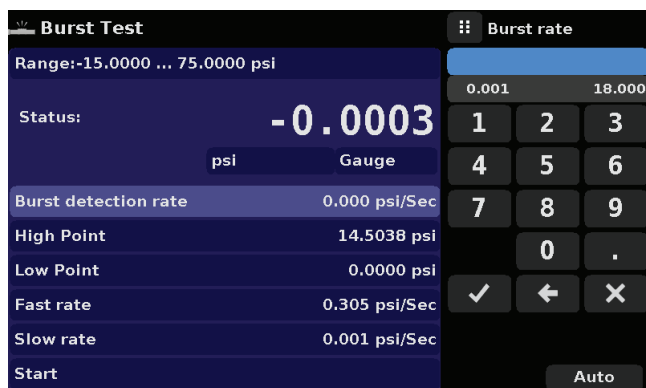 Burst Test
Range:-15.0000 ... 75.0000 psi
Status:
-0.0003
psi Gauge
Burst detection rate 0.000 psi/Sec
High Point 14.5038 psi
Low Point 0.0000 psi
Fast rate 0.305 psi/Sec
Slow rate 0.001 psi/Sec
Start
Burst rate
0.001 18.000
1 2 3
4 5 6
7 8 9
0 .
Auto